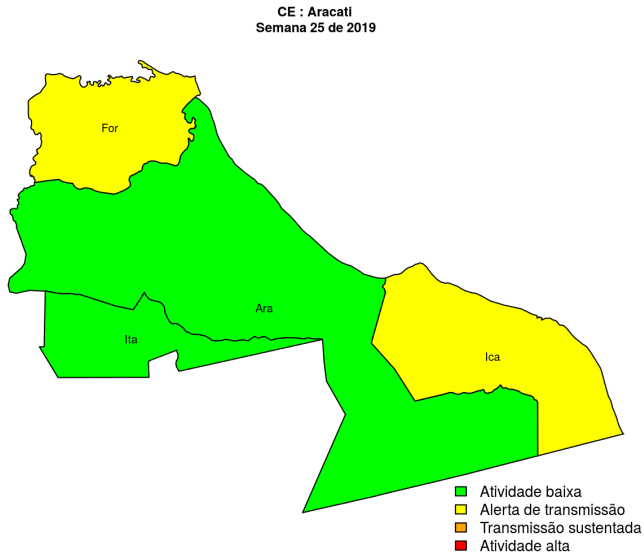 CE : Aracati
Semana 25 de 2019
For
Ara
Ita
Ica
Atividade baixa
Alerta de transmissão
Transmissão sustentada
Atividade alta